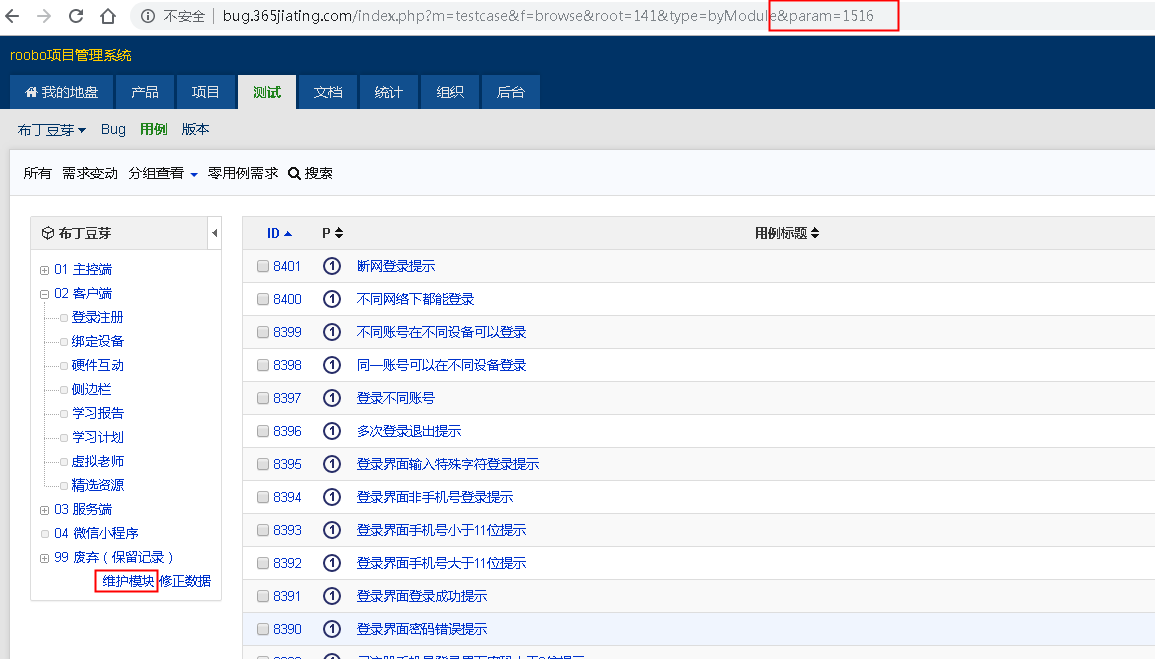 不安全 bug.365jiating.com/index.php?m=testcase&f=browse&root=141&type=byModule&param=1516
roobo项目管理系统
我的地盘 产品 项目 测试 文档 统计 组织 后台
布丁豆芽 Bug 用例 版本
所有 需求变动 分组查看 零用例需求 搜索
布丁豆芽
01 主控端
02 客户端
登录注册
绑定设备
硬件互动
侧边栏
学习报告
学习计划
虚拟老师
精选资源
03 服务端
04 微信小程序
99 废弃（保留记录）
维护模块 修正数据
ID P 用例标题
8401 1 断网登录提示
8400 1 不同网络下都能登录
8399 1 不同账号在不同设备可以登录
8398 1 同一账号可以在不同设备登录
8397 1 登录不同账号
8396 1 多次登录退出提示
8395 1 登录界面输入特殊字符登录提示
8394 1 登录界面非手机号登录提示
8393 1 登录界面手机号小于11位提示
8392 1 登录界面手机号大于11位提示
8391 1 登录界面登录成功提示
8390 1 登录界面密码错误提示